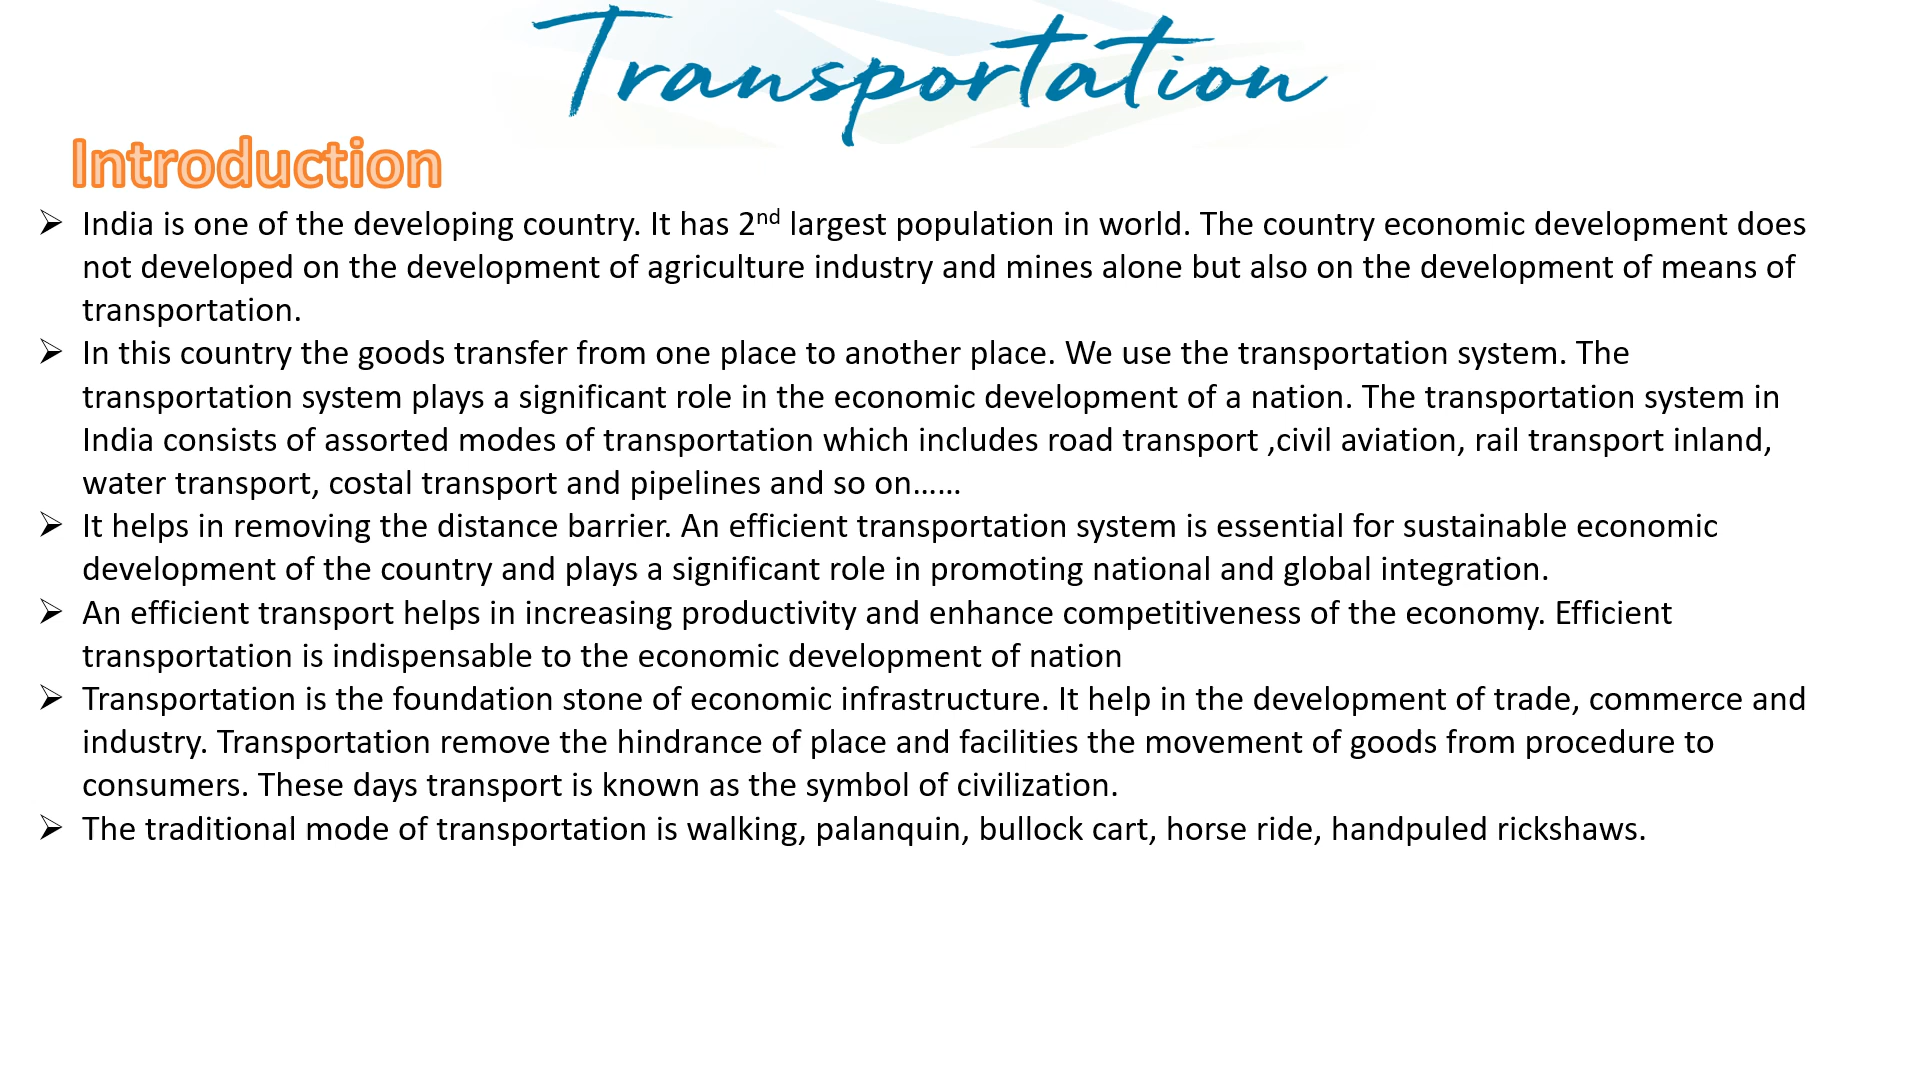 Transportation
Introduction
➢ India is one of the developing country. It has 2nd largest population in world. The country economic development does
not developed on the development of agriculture industry and mines alone but also on the development of means of
transportation.
➢ In this country the goods transfer from one place to another place. We use the transportation system. The
transportation system plays a significant role in the economic development of a nation. The transportation system in
India consists of assorted modes of transportation which includes road transport ,civil aviation, rail transport inland,
water transport, costal transport and pipelines and so on……
➢ It helps in removing the distance barrier. An efficient transportation system is essential for sustainable economic
development of the country and plays a significant role in promoting national and global integration.
➢ An efficient transport helps in increasing productivity and enhance competitiveness of the economy. Efficient
transportation is indispensable to the economic development of nation
➢ Transportation is the foundation stone of economic infrastructure. It help in the development of trade, commerce and
industry. Transportation remove the hindrance of place and facilities the movement of goods from procedure to
consumers. These days transport is known as the symbol of civilization.
➢ The traditional mode of transportation is walking, palanquin, bullock cart, horse ride, handpuled rickshaws.